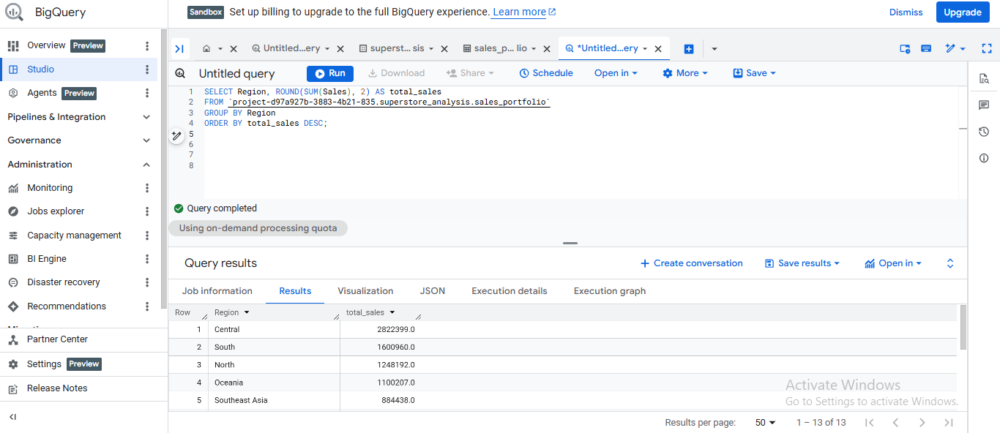 BigQuery
Sandbox Set up billing to upgrade to the full BigQuery experience. Learn more
Dismiss
Upgrade
Overview Preview
Studio
Agents Preview
Pipelines & Integration
Governance
Administration
Monitoring
Jobs explorer
Capacity management
BI Engine
Disaster recovery
Recommendations
Partner Center
Settings Preview
Release Notes
Untitled...ery
superst... sis
sales_p... lio
*Untitled...ery
Untitled query
Run
Download
Share
Schedule
Open in
More
Save
1 SELECT Region, ROUND(SUM(Sales), 2) AS total_sales
2 FROM `project-d97a927b-3883-4b21-835.superstore_analysis.sales_portfolio`
3 GROUP BY Region
4 ORDER BY total_sales DESC;
5
6
7
8
Query completed
Using on-demand processing quota
Query results
Create conversation
Save results
Open in
Job information
Results
Visualization
JSON
Execution details
Execution graph
Row Region total_sales
1 Central 2822399.0
2 South 1600960.0
3 North 1248192.0
4 Oceania 1100207.0
5 Southeast Asia 884438.0
Activate Windows
Go to Settings to activate Windows.
Results per page: 50 1 – 13 of 13